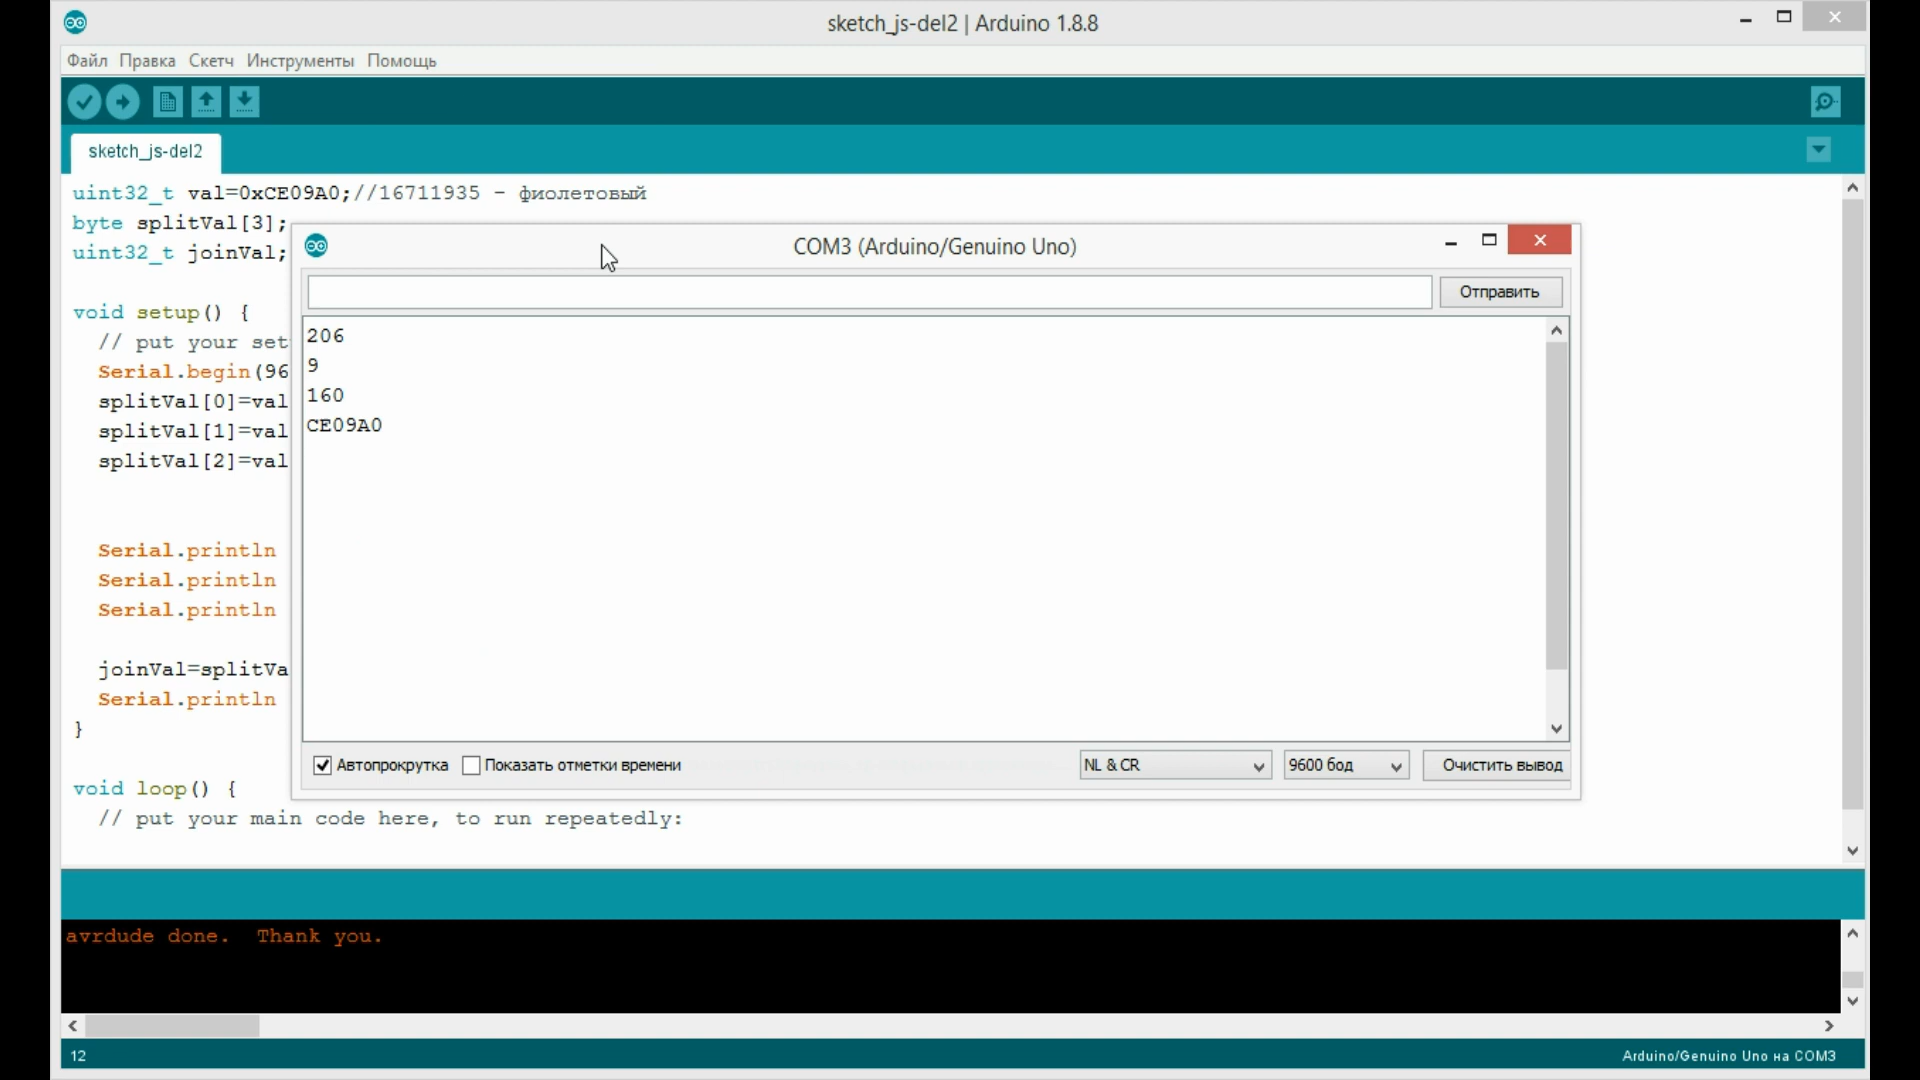 sketch_js-del2 | Arduino 1.8.8
Файл Правка Скетч Инструменты Помощь
sketch_js-del2
uint32_t val=0xCE09A0;//16711935 - фиолетовый
byte splitVal[3];
uint32_t joinVal;
void setup() {
// put your set
Serial.begin(96
splitVal[0]=val
splitVal[1]=val
splitVal[2]=val
Serial.println
Serial.println
Serial.println
joinVal=splitVa
Serial.println
}
void loop() {
// put your main code here, to run repeatedly:
COM3 (Arduino/Genuino Uno)
Отправить
206
9
160
CE09A0
Автопрокрутка Показать отметки времени NL & CR 9600 бод Очистить вывод
avrdude done. Thank you.
12 Arduino/Genuino Uno на COM3